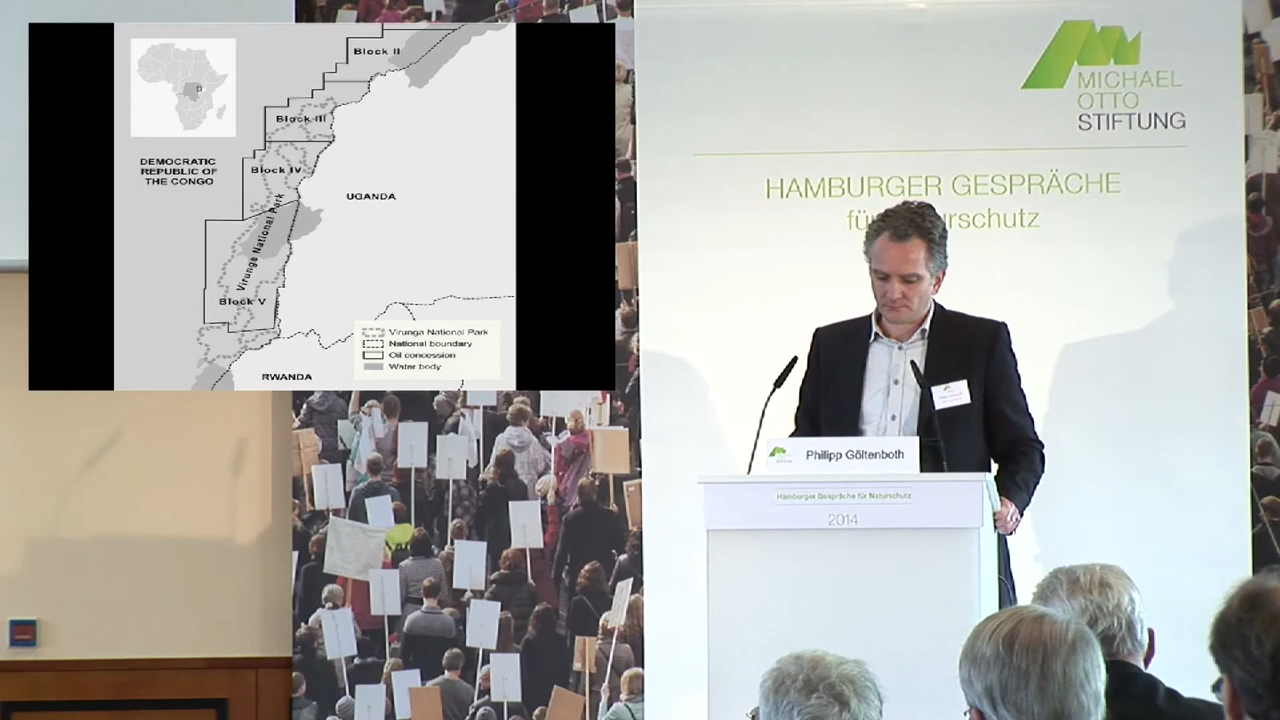 Block II
Block III
DEMOCRATIC
REPUBLIC OF
THE CONGO
Block IV
UGANDA
Virunga National Park
Block V
Virunga National Park
National boundary
Oil concession
Water body
RWANDA
MICHAEL
OTTO
STIFTUNG
HAMBURGER GESPRÄCHE
Philipp Göltenboth
Hamburger Gespräche für Naturschutz
2014